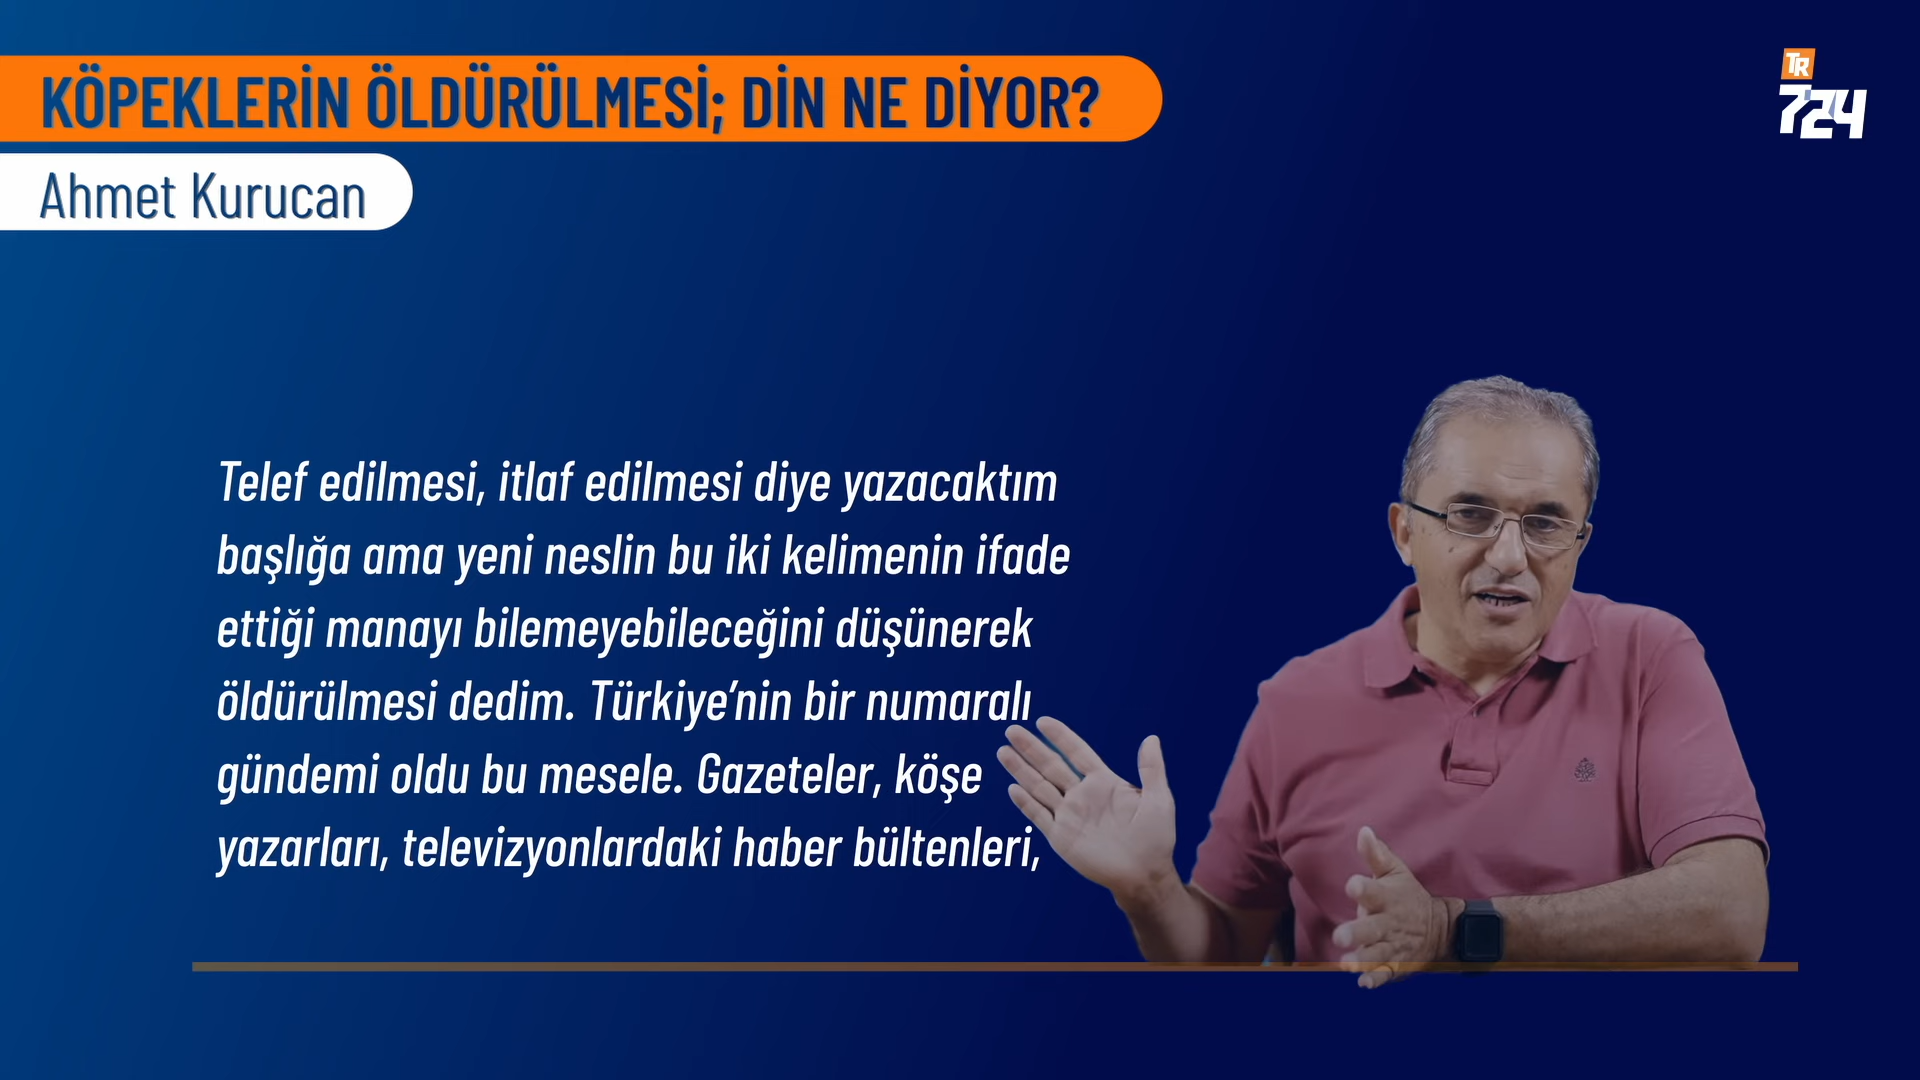 KÖPEKLERİN ÖLDÜRÜLMESİ; DİN NE DİYOR?
TR
724
Ahmet Kurucan
Telef edilmesi, itlaf edilmesi diye yazacaktım
başlığa ama yeni neslin bu iki kelimenin ifade
ettiği manayı bilemeyebileceğini düşünerek
öldürülmesi dedim. Türkiye’nin bir numaralı
gündemi oldu bu mesele. Gazeteler, köşe
yazarları, televizyonlardaki haber bültenleri,